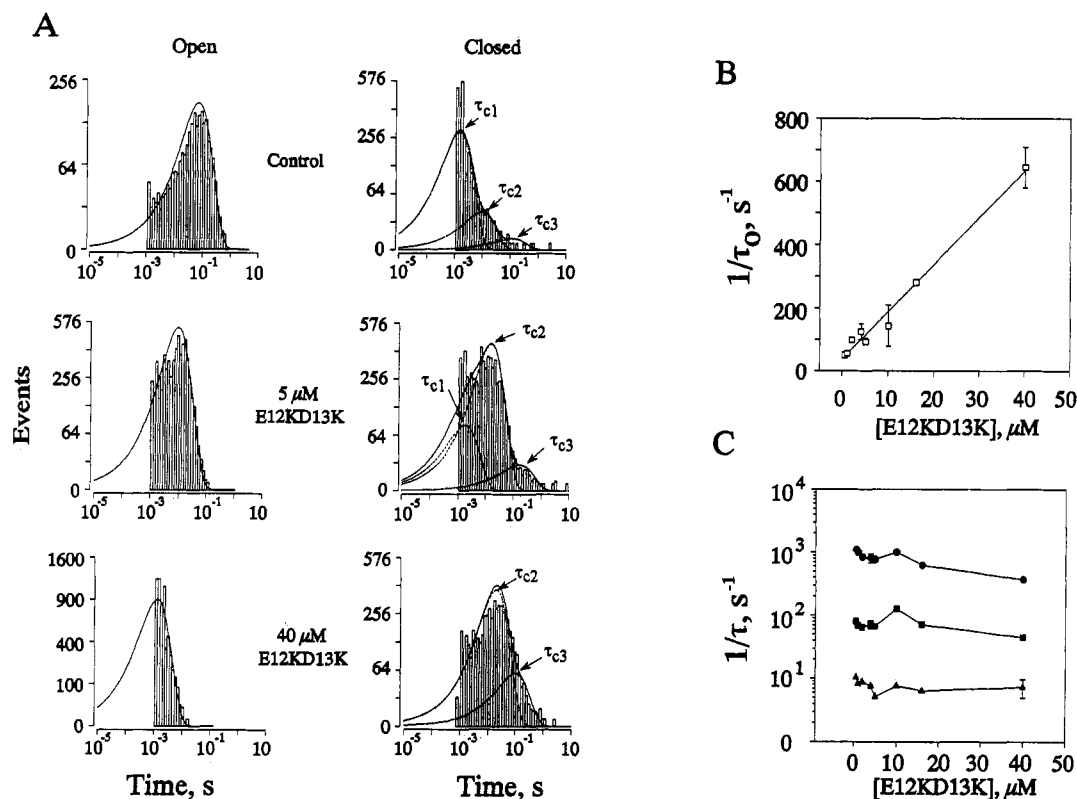 A
Open
Closed
256
64
0
10⁻⁵ 10⁻³ 10⁻¹ 10
Control
576
256
64
0
τc1
τc2
τc3
10⁻⁵ 10⁻³ 10⁻¹ 10
Events
576
256
64
0
10⁻⁵ 10⁻³ 10⁻¹ 10
5 μM
E12KD13K
576
256
64
0
τc1
τc2
τc3
10⁻⁵ 10⁻³ 10⁻¹ 10
1600
900
400
100
0
10⁻⁵ 10⁻³ 10⁻¹ 10
40 μM
E12KD13K
576
256
64
0
τc2
τc3
10⁻⁵ 10⁻³ 10⁻¹ 10
Time, s
Time, s
B
1/τO, s⁻¹
800
600
400
200
0
0 10 20 30 40 50
[E12KD13K], μM
C
1/τ, s⁻¹
10⁴
10³
10²
10¹
0
0 10 20 30 40 50
[E12KD13K], μM